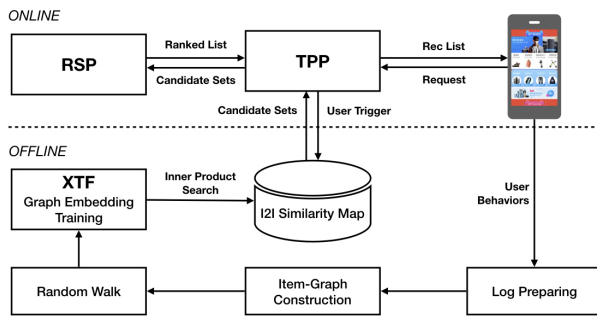 ONLINE
RSP
Ranked List
Candidate Sets
TPP
Rec List
Request
Candidate Sets
User Trigger
OFFLINE
XTF
Graph Embedding
Training
Inner Product
Search
I2I Similarity Map
User
Behaviors
Random Walk
Item-Graph
Construction
Log Preparing